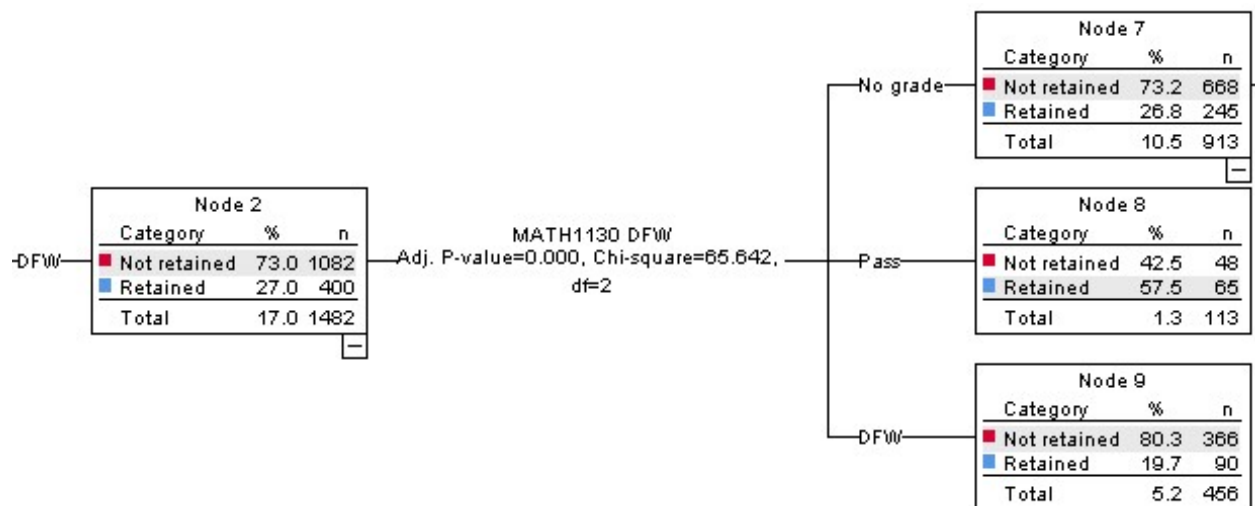 Node 7
Category % n
Not retained 73.2 668
Retained 26.8 245
Total 10.5 913
No grade
Node 2
Category % n
Not retained 73.0 1082
Retained 27.0 400
Total 17.0 1482
DFW
MATH1130 DFW
Adj. P-value=0.000, Chi-square=65.642,
df=2
Node 8
Category % n
Not retained 42.5 48
Retained 57.5 65
Total 1.3 113
Pass
Node 9
Category % n
Not retained 80.3 366
Retained 19.7 90
Total 5.2 456
DFW